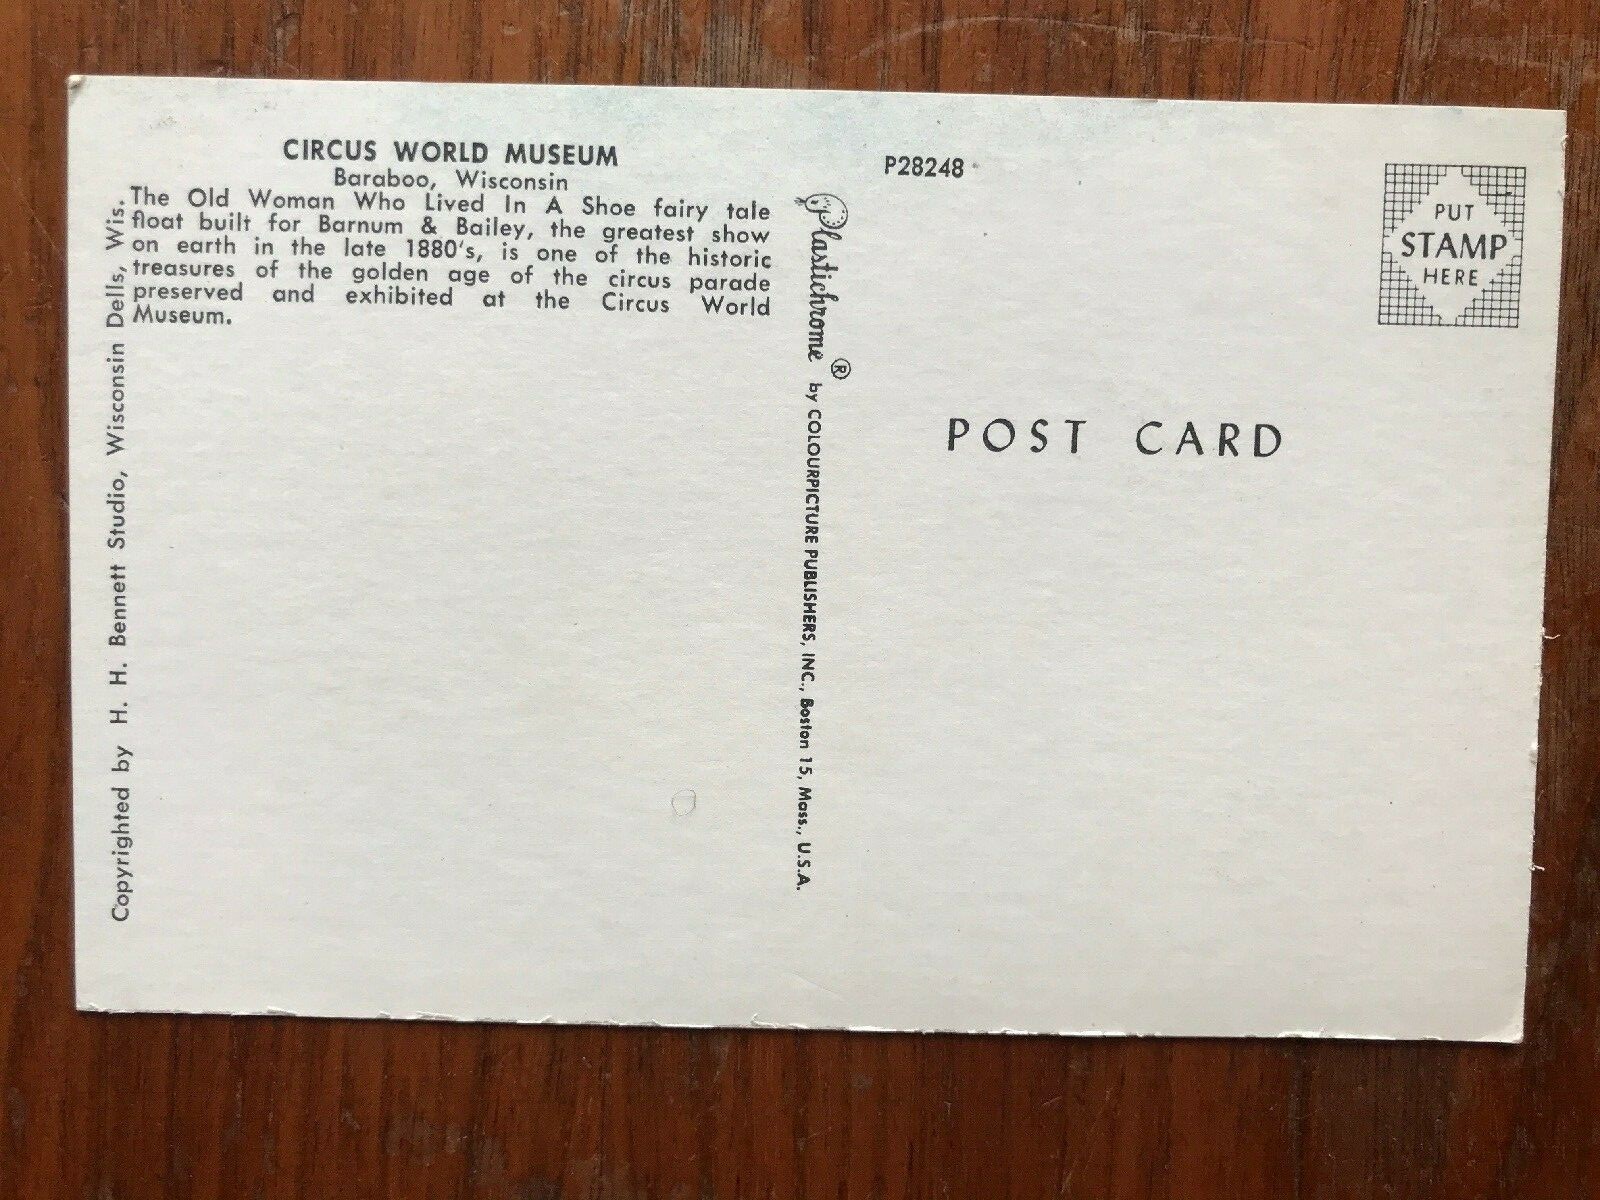 CIRCUS WORLD MUSEUM
Baraboo, Wisconsin
The Old Woman Who Lived In A Shoe fairy tale
float built for Barnum & Bailey, the greatest show
on earth in the late 1880's, is one of the historic
treasures of the golden age of the circus parade
preserved and exhibited at the Circus World
Museum.
Copyrighted by H. H. Bennett Studio, Wisconsin Dells, Wis.
Plastichrome ® by COLOURPICTURE PUBLISHERS, INC., Boston 15, Mass., U.S.A.
P28248
PUT
STAMP
HERE
POST CARD